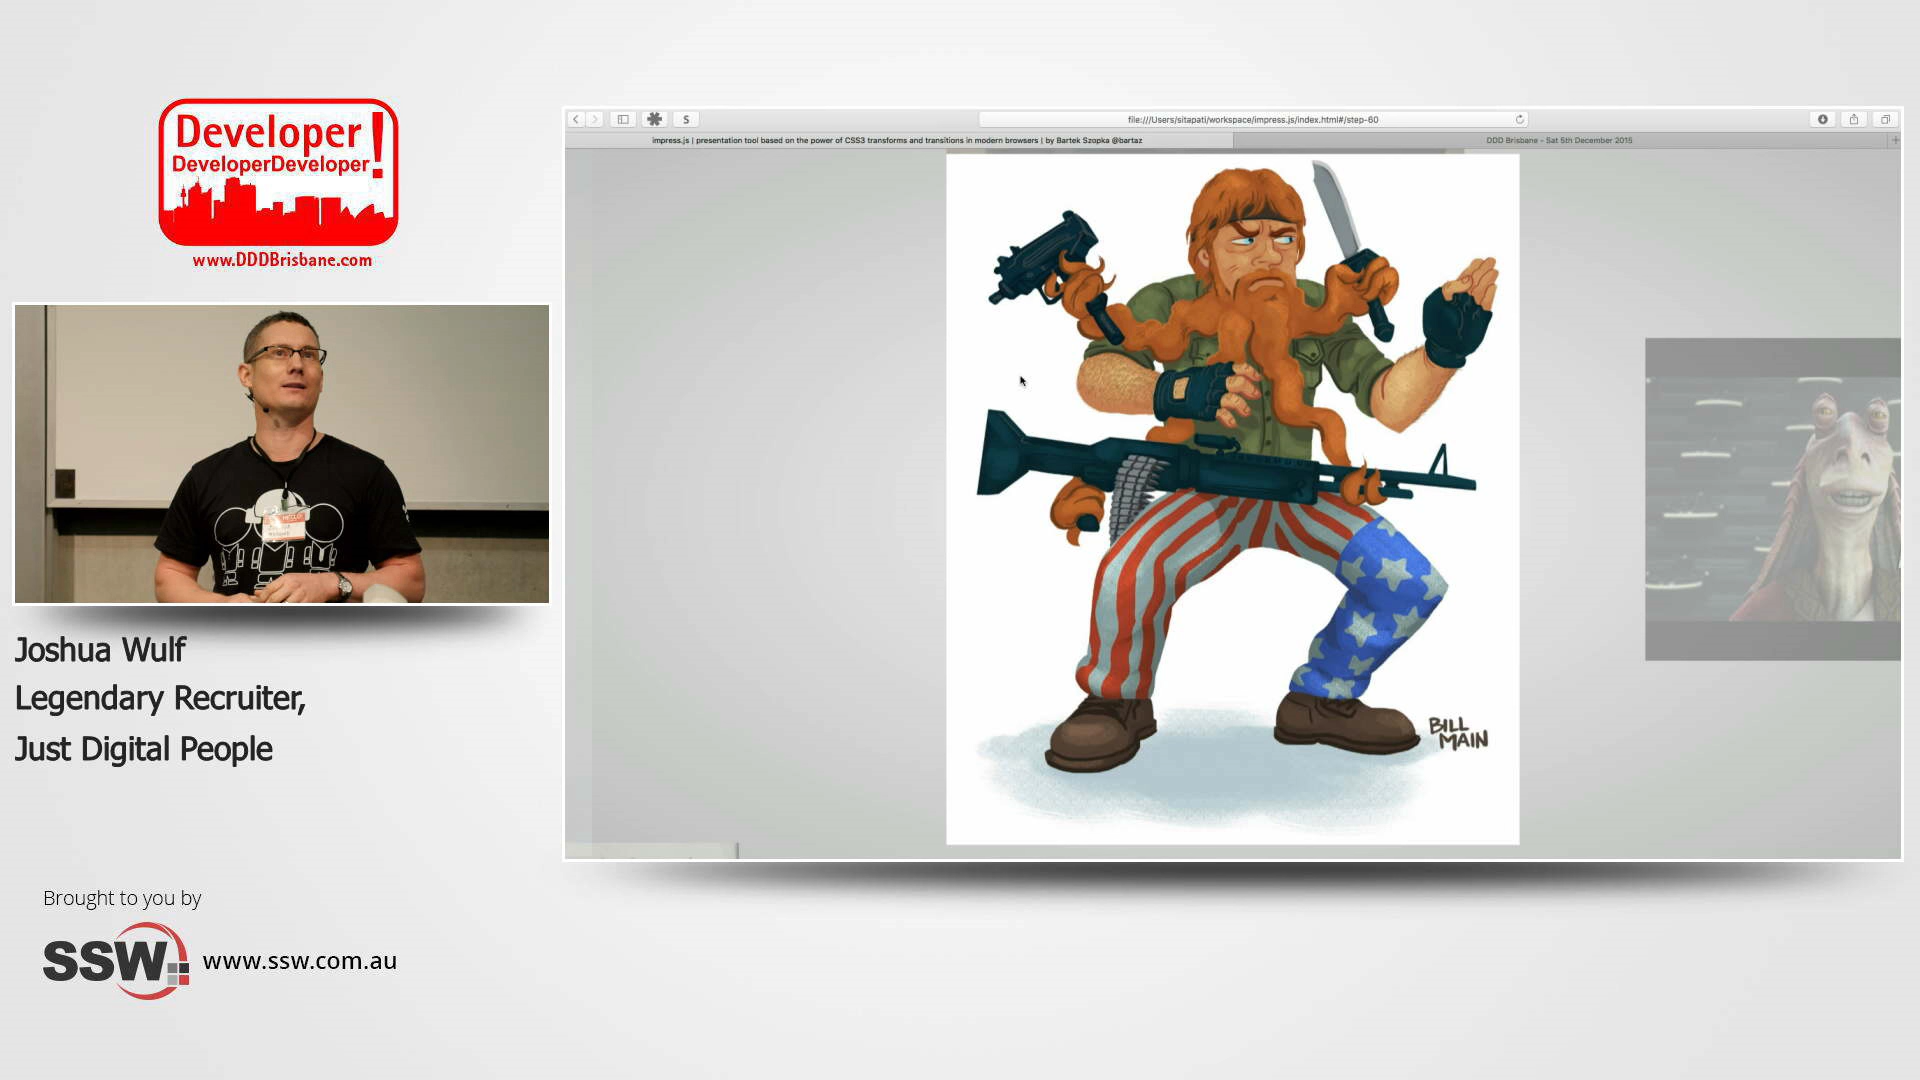 Developer!
DeveloperDeveloper
www.DDDBrisbane.com
Joshua Wulf
Legendary Recruiter,
Just Digital People
Brought to you by
SSW
www.ssw.com.au
S
file:///Users/sitapati/workspace/impress.js/index.html#/step-60
impress.js | presentation tool based on the power of CSS3 transforms and transitions in modern browsers | by Bartek Szopka @bartaz
DDD Brisbane - Sat 5th December 2015
BILL
MAIN
HELLO